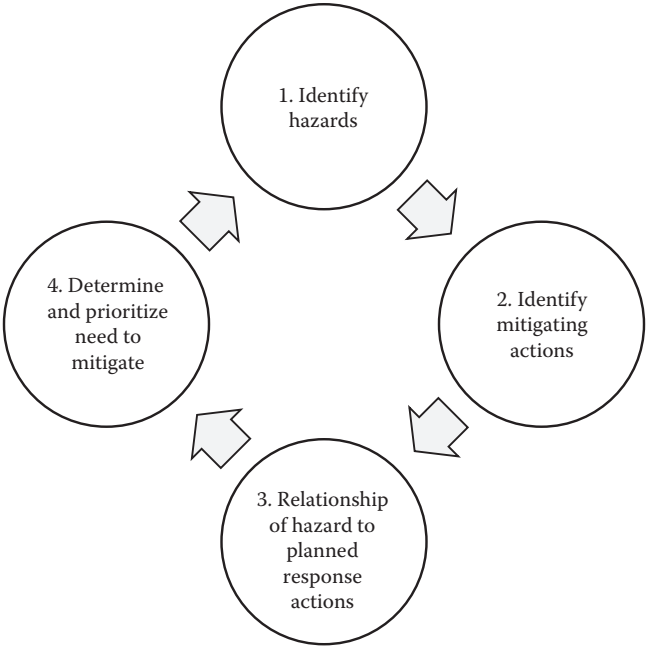 1. Identify
hazards
2. Identify
mitigating
actions
3. Relationship
of hazard to
planned
response
actions
4. Determine
and prioritize
need to
mitigate